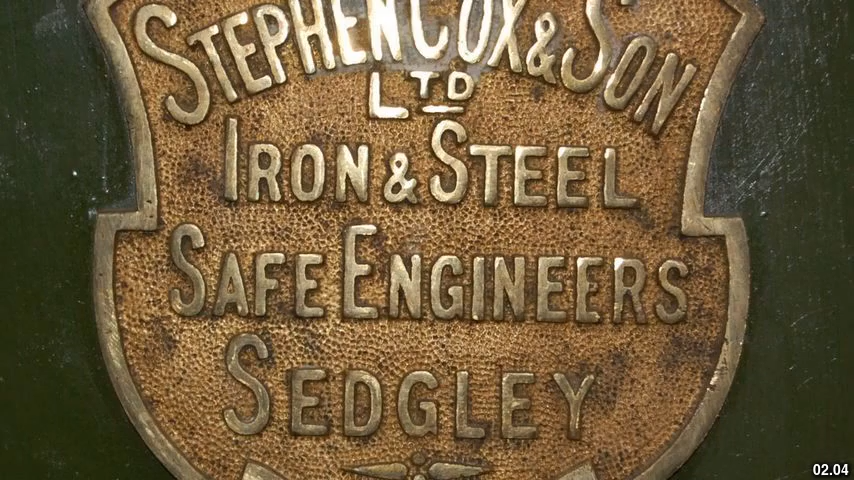 STEPHEN COX & SON
LTD
IRON & STEEL
SAFE ENGINEERS
SEDGLEY
02.04